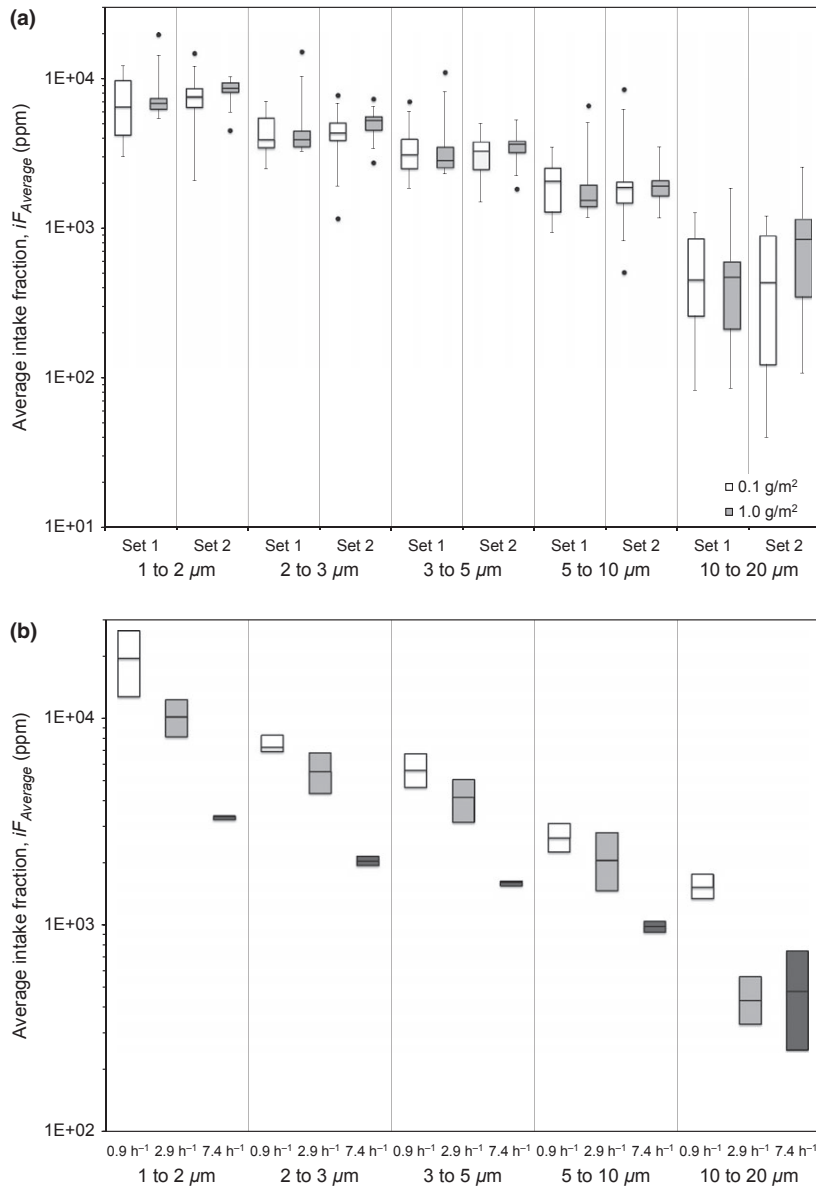 (a)
Average intake fraction, iF_Average (ppm)
1E+04
1E+03
1E+02
1E+01
0.1 g/m²
1.0 g/m²
Set 1 Set 2 Set 1 Set 2 Set 1 Set 2 Set 1 Set 2 Set 1 Set 2
1 to 2 µm 2 to 3 µm 3 to 5 µm 5 to 10 µm 10 to 20 µm
(b)
Average intake fraction, iF_Average (ppm)
1E+04
1E+03
1E+02
0.9 h⁻¹ 2.9 h⁻¹ 7.4 h⁻¹ 0.9 h⁻¹ 2.9 h⁻¹ 7.4 h⁻¹ 0.9 h⁻¹ 2.9 h⁻¹ 7.4 h⁻¹ 0.9 h⁻¹ 2.9 h⁻¹ 7.4 h⁻¹ 0.9 h⁻¹ 2.9 h⁻¹ 7.4 h⁻¹
1 to 2 µm 2 to 3 µm 3 to 5 µm 5 to 10 µm 10 to 20 µm